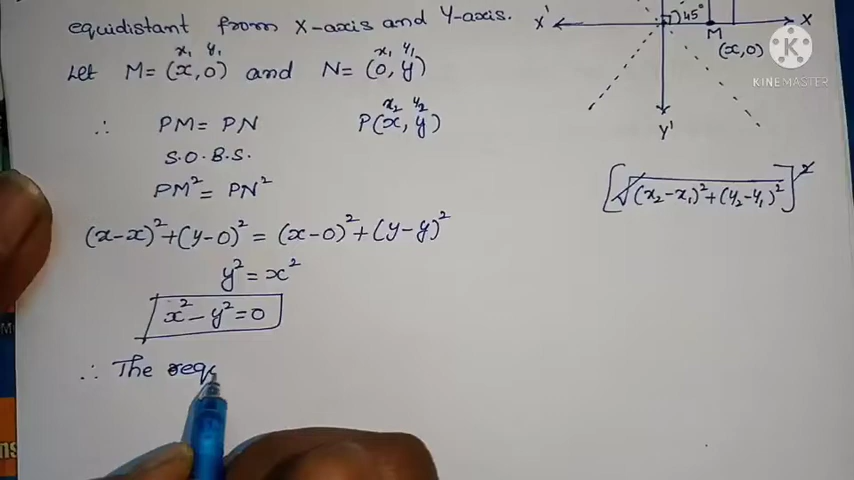 equidistant from X-axis and Y-axis.
x₁ y₁ x₁ y₁
Let M = (x, 0) and N = (0, y)
x₂ y₂
∴ PM = PN P(x, y)
S.O.B.S.
PM² = PN²
(x-x)² + (y-0)² = (x-0)² + (y-y)²
y² = x²
x² - y² = 0
∴ The req
X' 45° X
M
(x, 0)
Y'
[√(x₂-x₁)² + (y₂-y₁)²]²
KINEMASTER